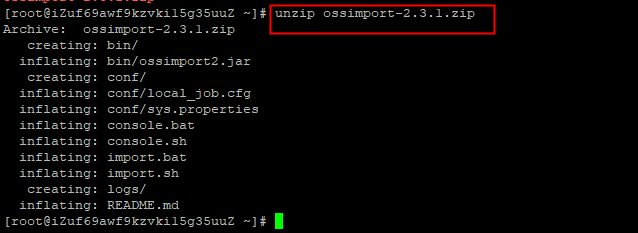 [root@iZuf69awf9kzvki15g35uuZ ~]# unzip ossimport-2.3.1.zip
Archive:  ossimport-2.3.1.zip
   creating: bin/
  inflating: bin/ossimport2.jar
   creating: conf/
  inflating: conf/local_job.cfg
  inflating: conf/sys.properties
  inflating: console.bat
  inflating: console.sh
  inflating: import.bat
  inflating: import.sh
   creating: logs/
  inflating: README.md
[root@iZuf69awf9kzvki15g35uuZ ~]#